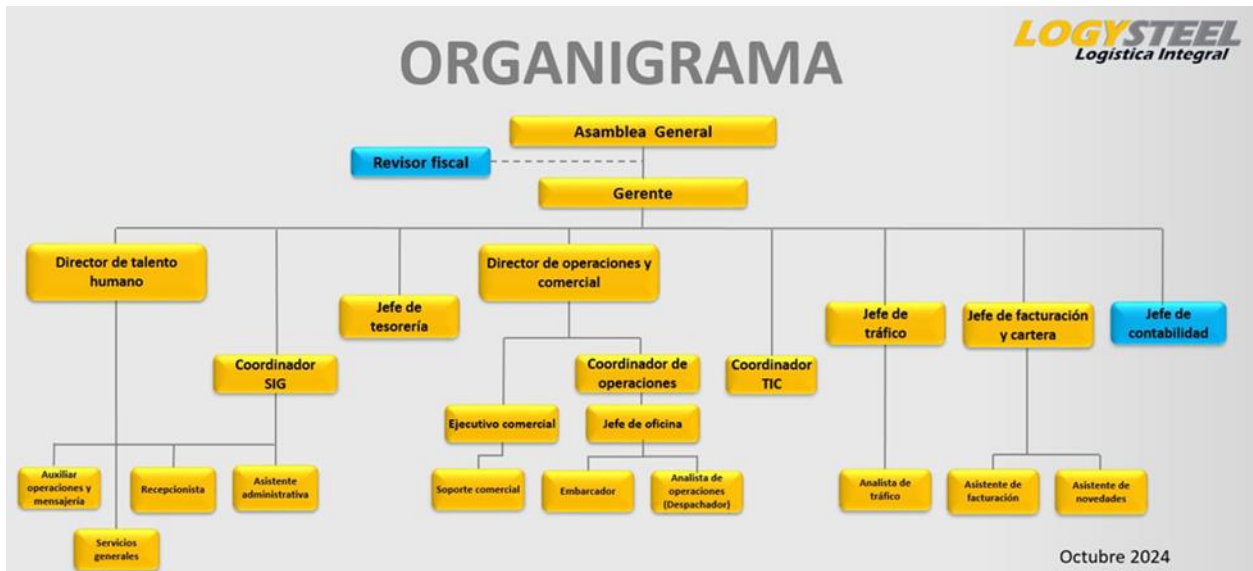 ORGANIGRAMA
LOGYSTEEL
Logística Integral
Asamblea General
Revisor fiscal
Gerente
Director de talento
humano
Director de operaciones y
comercial
Jefe de
tesorería
Jefe de
tráfico
Jefe de facturación
y cartera
Jefe de
contabilidad
Coordinador
SIG
Coordinador de
operaciones
Coordinador
TIC
Ejecutivo comercial
Jefe de oficina
Auxiliar
operaciones y
mensajería
Recepcionista
Asistente
administrativa
Soporte comercial
Embarcador
Analista de
operaciones
(Despachador)
Analista de
tráfico
Asistente de
facturación
Asistente de
novedades
Servicios
generales
Octubre 2024